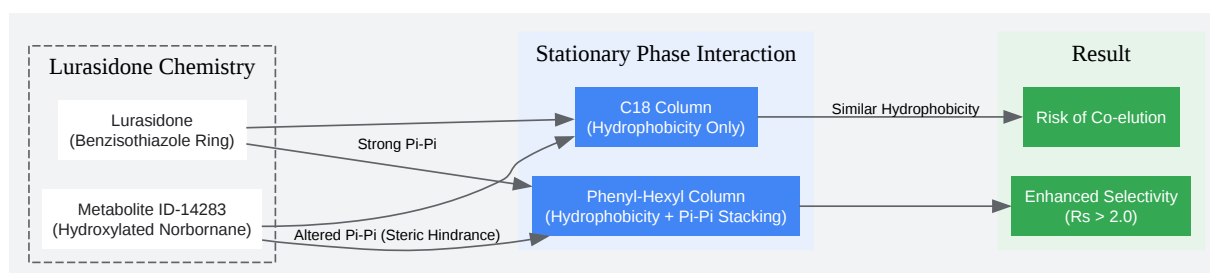 Lurasidone Chemistry
Stationary Phase Interaction
Result
Lurasidone
(Benzisothiazole Ring)
Strong Pi-Pi
C18 Column
(Hydrophobicity Only)
Similar Hydrophobicity
Risk of Co-elution
Metabolite ID-14283
(Hydroxylated Norbornane)
Altered Pi-Pi (Steric Hindrance)
Phenyl-Hexyl Column
(Hydrophobicity + Pi-Pi Stacking)
Enhanced Selectivity
(Rs > 2.0)